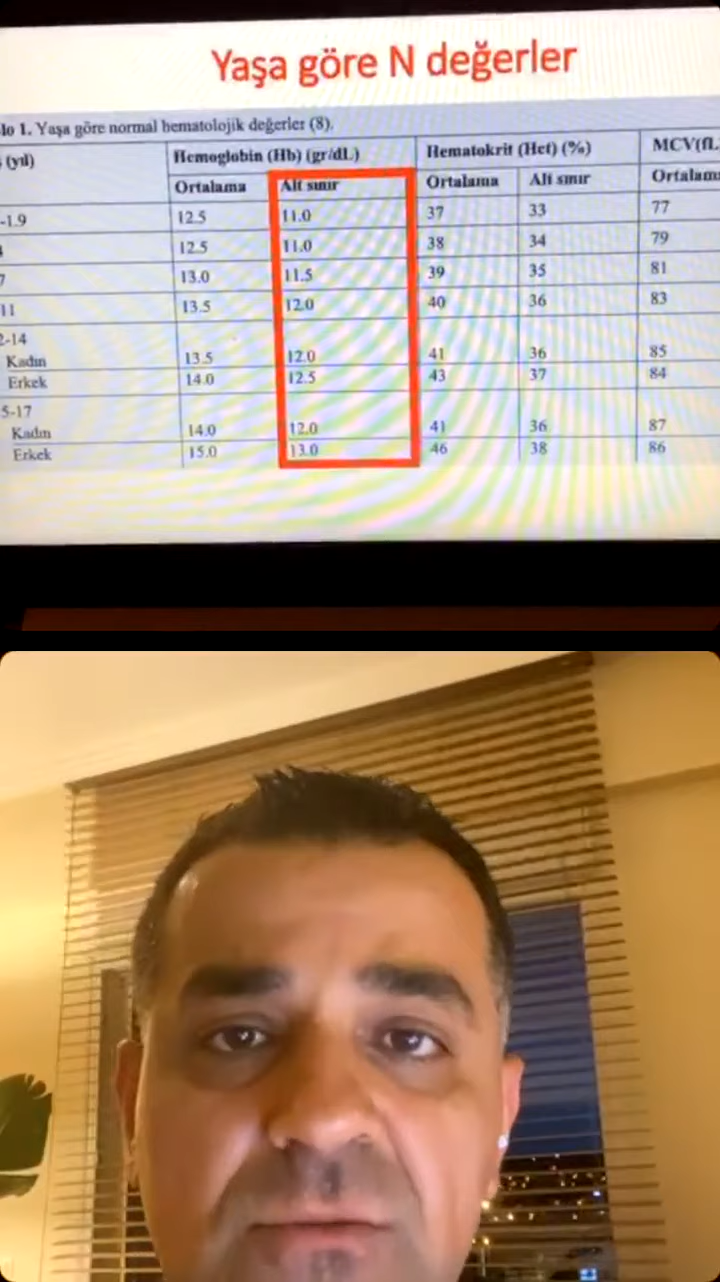 Yaşa göre N değerler
lo 1. Yaşa göre normal hematolojik değerler (8).
(yıl) Hemoglobin (Hb) (gr/dL) Hematokrit (Hct) (%) MCV(fL
Ortalama Alt sınır Ortalama Alt sınır Ortalam
-1.9 12.5 11.0 37 33 77
12.5 11.0 38 34 79
7 13.0 11.5 39 35 81
11 13.5 12.0 40 36 83
2-14
Kadın 13.5 12.0 41 36 85
Erkek 14.0 12.5 43 37 84
5-17
Kadın 14.0 12.0 41 36 87
Erkek 15.0 13.0 46 38 86